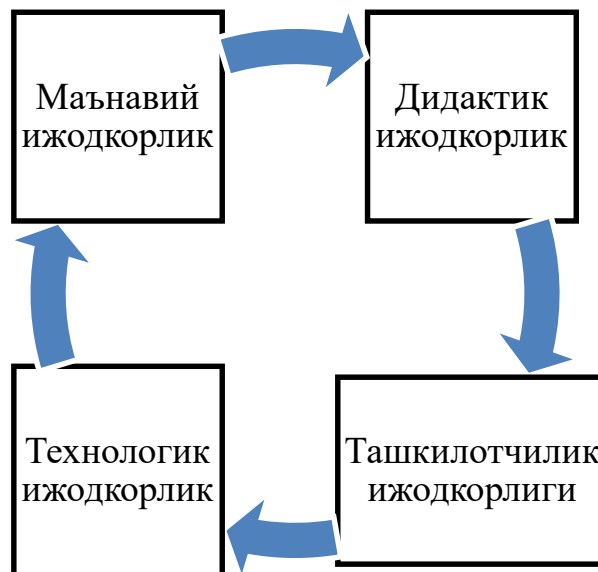 Маънавий
ижодкорлик
Дидактик
ижодкорлик
Технологик
ижодкорлик
Ташкилотчилик
ижодкорлиги